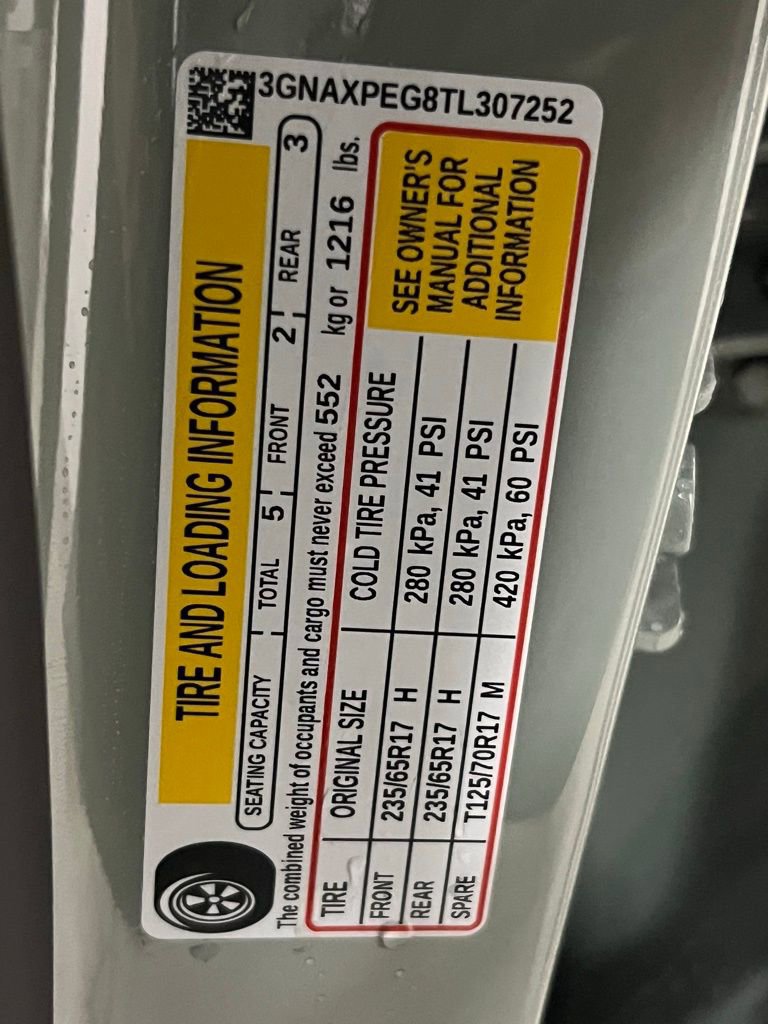 3GNAXPEG8TL307252
TIRE AND LOADING INFORMATION
SEATING CAPACITY TOTAL 5 FRONT 2 REAR 3
The combined weight of occupants and cargo must never exceed 552 kg or 1216 lbs.
TIRE ORIGINAL SIZE COLD TIRE PRESSURE
FRONT 235/65R17 H 280 kPa, 41 PSI
REAR 235/65R17 H 280 kPa, 41 PSI
SPARE T125/70R17 M 420 kPa, 60 PSI
SEE OWNER'S
MANUAL FOR
ADDITIONAL
INFORMATION